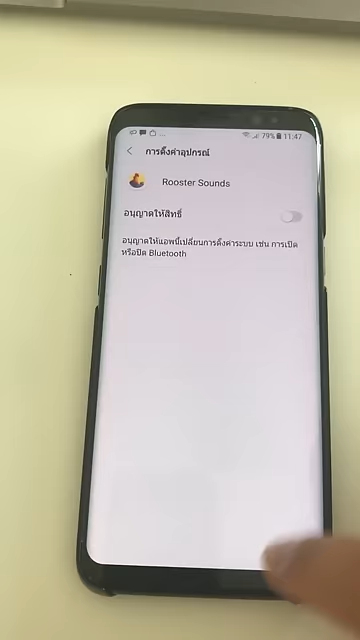 79% 11:47
การตั้งค่าอุปกรณ์
Rooster Sounds
อนุญาตให้สิทธิ์
อนุญาตให้แอพนี้เปลี่ยนการตั้งค่าระบบ เช่น การเปิด
หรือปิด Bluetooth